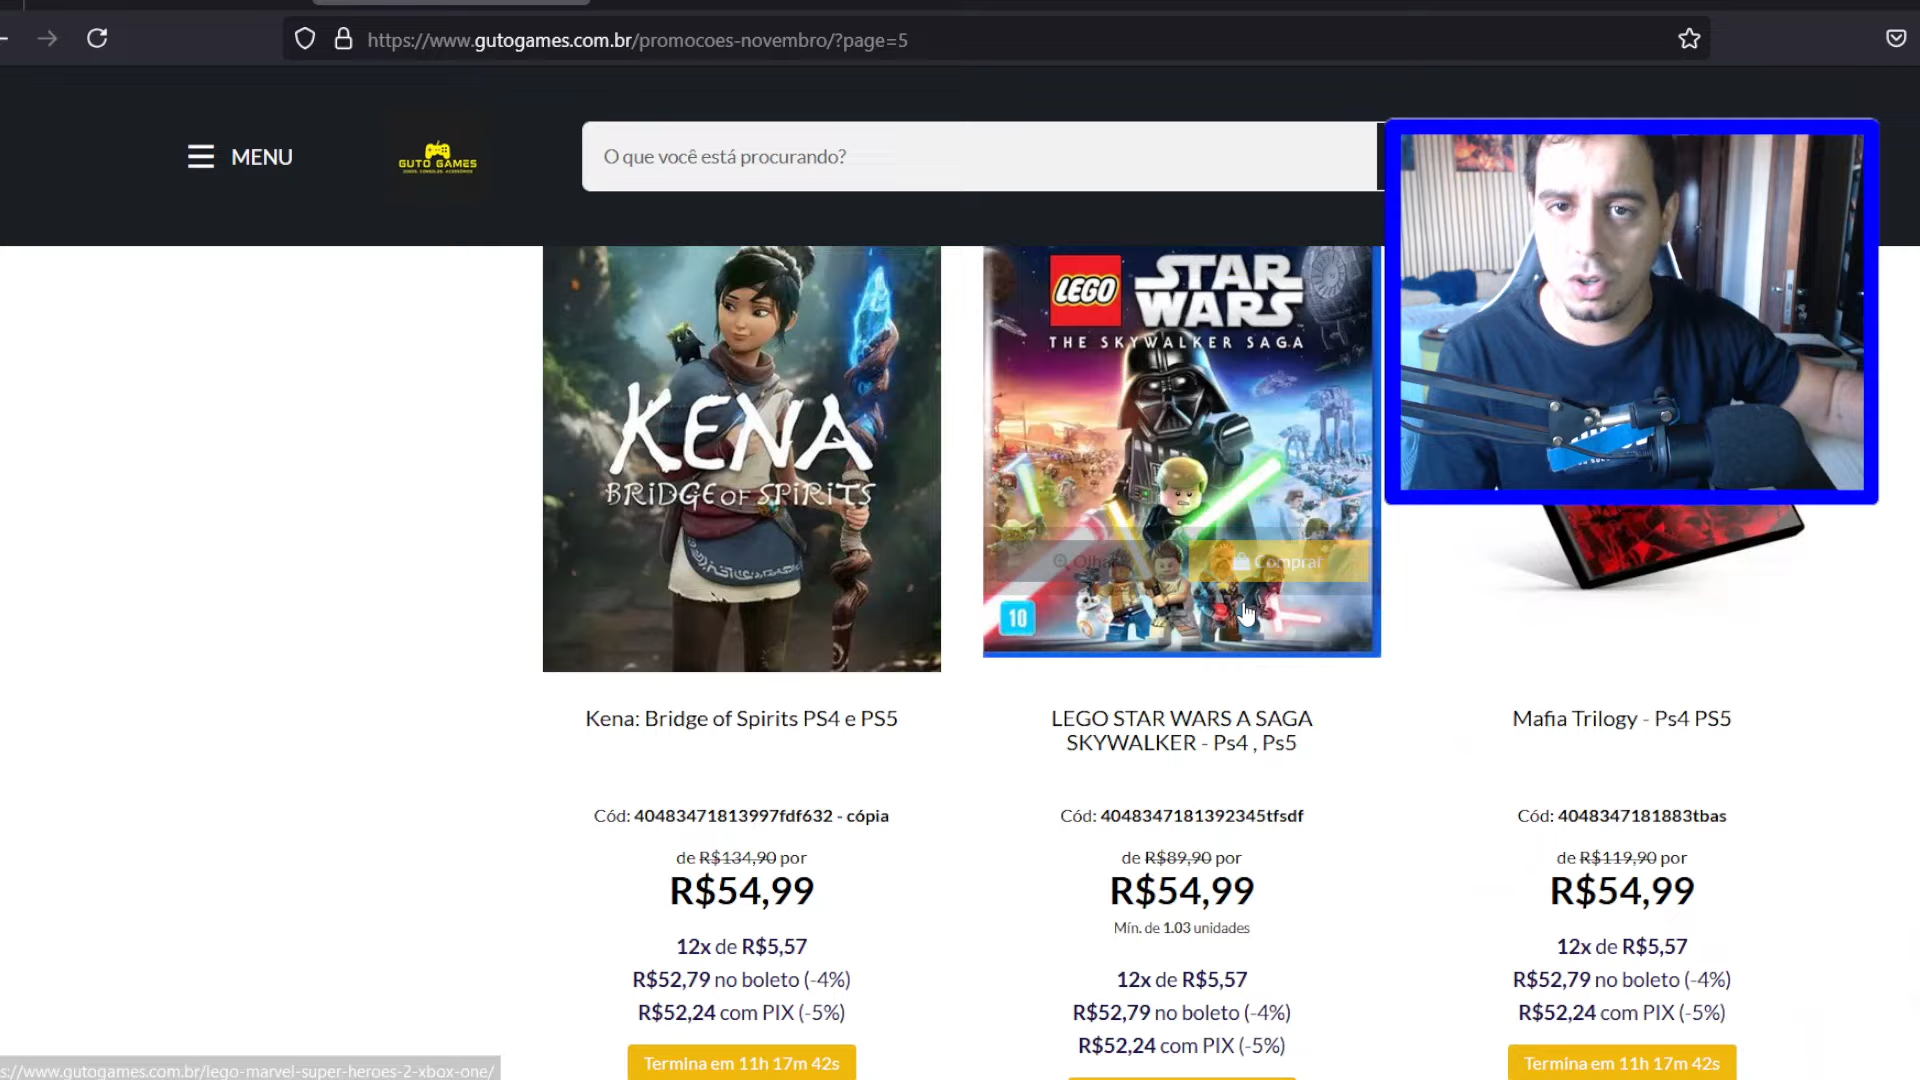 https://www.gutogames.com.br/promocoes-novembro/?page=5
MENU
GUTO GAMES
O que você está procurando?
KENA
BRIDGE OF SPIRITS
LEGO
STAR
WARS
THE SKYWALKER SAGA
Olhar
Comprar
10
Kena: Bridge of Spirits PS4 e PS5
LEGO STAR WARS A SAGA
SKYWALKER - Ps4 , Ps5
Mafia Trilogy - Ps4 PS5
Cód: 40483471813997fdf632 - cópia
Cód: 4048347181392345tfsdf
Cód: 4048347181883tbas
de R$134,90 por
R$54,99
de R$89,90 por
R$54,99
Mín. de 1.03 unidades
de R$119,90 por
R$54,99
12x de R$5,57
R$52,79 no boleto (-4%)
R$52,24 com PIX (-5%)
12x de R$5,57
R$52,79 no boleto (-4%)
R$52,24 com PIX (-5%)
12x de R$5,57
R$52,79 no boleto (-4%)
R$52,24 com PIX (-5%)
Termina em 11h 17m 42s
Termina em 11h 17m 42s
s://www.gutogames.com.br/lego-marvel-super-heroes-2-xbox-one/